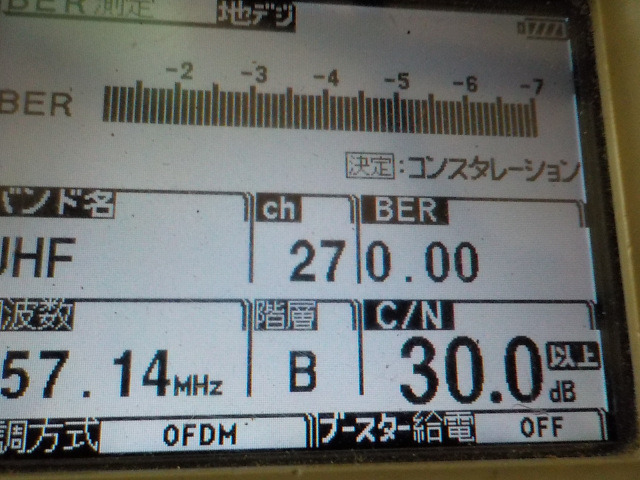 BER測定 地デジ
-2 -3 -4 -5 -6 -7
BER
決定:コンスタレーション
バンド名 ch BER
UHF 27 0.00
波数 階層 C/N
57.14MHz B 30.0以上dB
調方式 OFDM ブースター給電 OFF